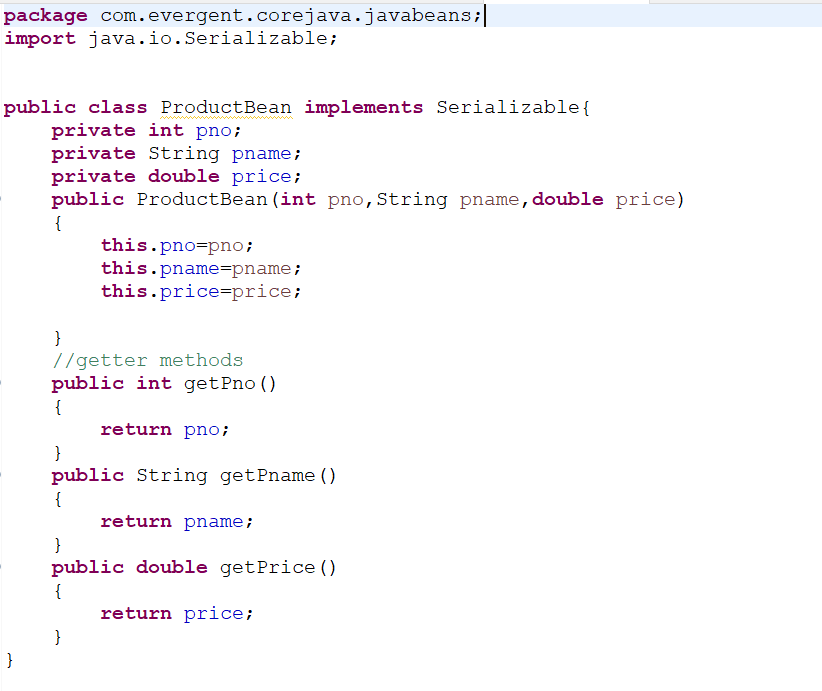 package com.evergent.corejava.javabeans;
import java.io.Serializable;
public class ProductBean implements Serializable{
private int pno;
private String pname;
private double price;
public ProductBean(int pno,String pname,double price)
{
this.pno=pno;
this.pname=pname;
this.price=price;
}
//getter methods
public int getPno()
{
return pno;
}
public String getPname()
{
return pname;
}
public double getPrice()
{
return price;
}
}